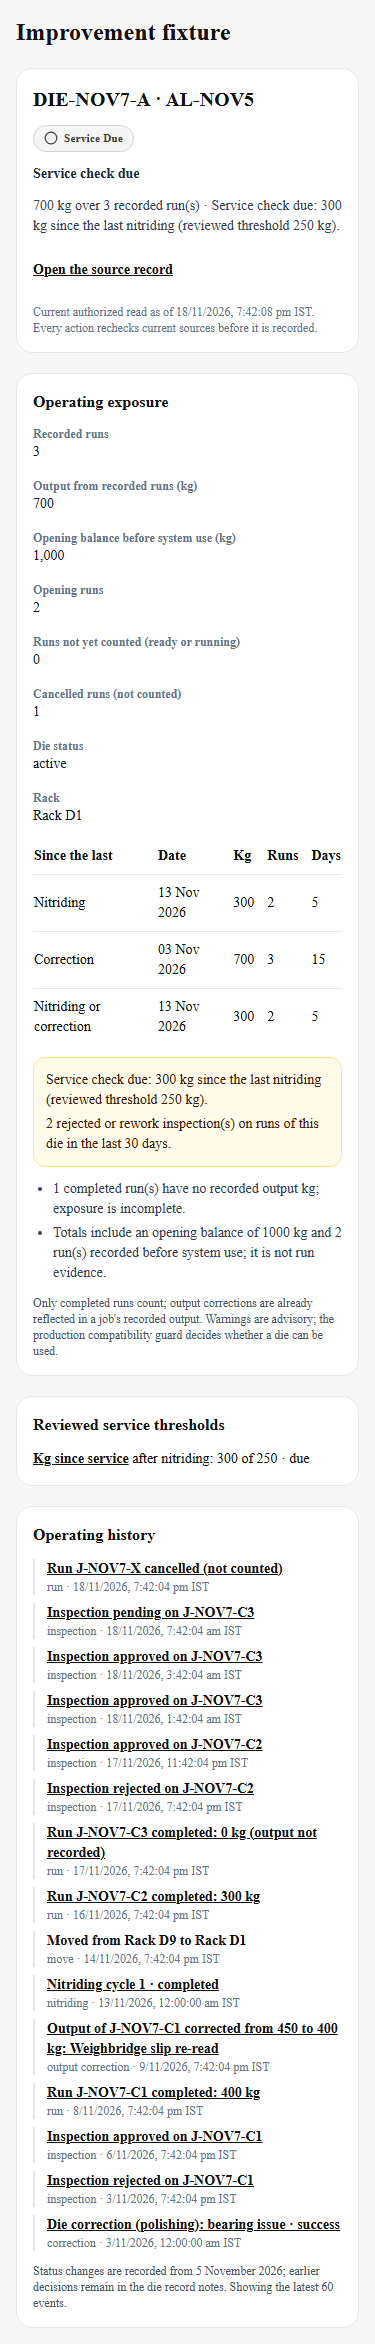 Improvement fixture
DIE-NOV7-A · AL-NOV5
Service Due
Service check due
700 kg over 3 recorded run(s) · Service check due: 300
kg since the last nitriding (reviewed threshold 250 kg).
Open the source record
Current authorized read as of 18/11/2026, 7:42:08 pm IST.
Every action rechecks current sources before it is recorded.
Operating exposure
Recorded runs
3
Output from recorded runs (kg)
700
Opening balance before system use (kg)
1,000
Opening runs
2
Runs not yet counted (ready or running)
0
Cancelled runs (not counted)
1
Die status
active
Rack
Rack D1
Since the last Date Kg Runs Days
Nitriding 13 Nov 2026 300 2 5
Correction 03 Nov 2026 700 3 15
Nitriding or correction 13 Nov 2026 300 2 5
Service check due: 300 kg since the last nitriding
(reviewed threshold 250 kg).
2 rejected or rework inspection(s) on runs of this
die in the last 30 days.
• 1 completed run(s) have no recorded output kg;
exposure is incomplete.
• Totals include an opening balance of 1000 kg and 2
run(s) recorded before system use; it is not run
evidence.
Only completed runs count; output corrections are already
reflected in a job's recorded output. Warnings are advisory; the
production compatibility guard decides whether a die can be
used.
Reviewed service thresholds
Kg since service after nitriding: 300 of 250 · due
Operating history
Run J-NOV7-X cancelled (not counted)
run · 18/11/2026, 7:42:04 pm IST
Inspection pending on J-NOV7-C3
inspection · 18/11/2026, 7:42:04 am IST
Inspection approved on J-NOV7-C3
inspection · 18/11/2026, 3:42:04 am IST
Inspection approved on J-NOV7-C3
inspection · 18/11/2026, 1:42:04 am IST
Inspection approved on J-NOV7-C2
inspection · 17/11/2026, 11:42:04 pm IST
Inspection rejected on J-NOV7-C2
inspection · 17/11/2026, 7:42:04 pm IST
Run J-NOV7-C3 completed: 0 kg (output not
recorded)
run · 17/11/2026, 7:42:04 pm IST
Run J-NOV7-C2 completed: 300 kg
run · 16/11/2026, 7:42:04 pm IST
Moved from Rack D9 to Rack D1
move · 14/11/2026, 7:42:04 pm IST
Nitriding cycle 1 · completed
nitriding · 13/11/2026, 12:00:00 am IST
Output of J-NOV7-C1 corrected from 450 to 400
kg: Weighbridge slip re-read
output correction · 9/11/2026, 7:42:04 pm IST
Run J-NOV7-C1 completed: 400 kg
run · 8/11/2026, 7:42:04 pm IST
Inspection approved on J-NOV7-C1
inspection · 6/11/2026, 7:42:04 pm IST
Inspection rejected on J-NOV7-C1
inspection · 3/11/2026, 7:42:04 pm IST
Die correction (polishing): bearing issue · success
correction · 3/11/2026, 12:00:00 am IST
Status changes are recorded from 5 November 2026; earlier
decisions remain in the die record notes. Showing the latest 60
events.